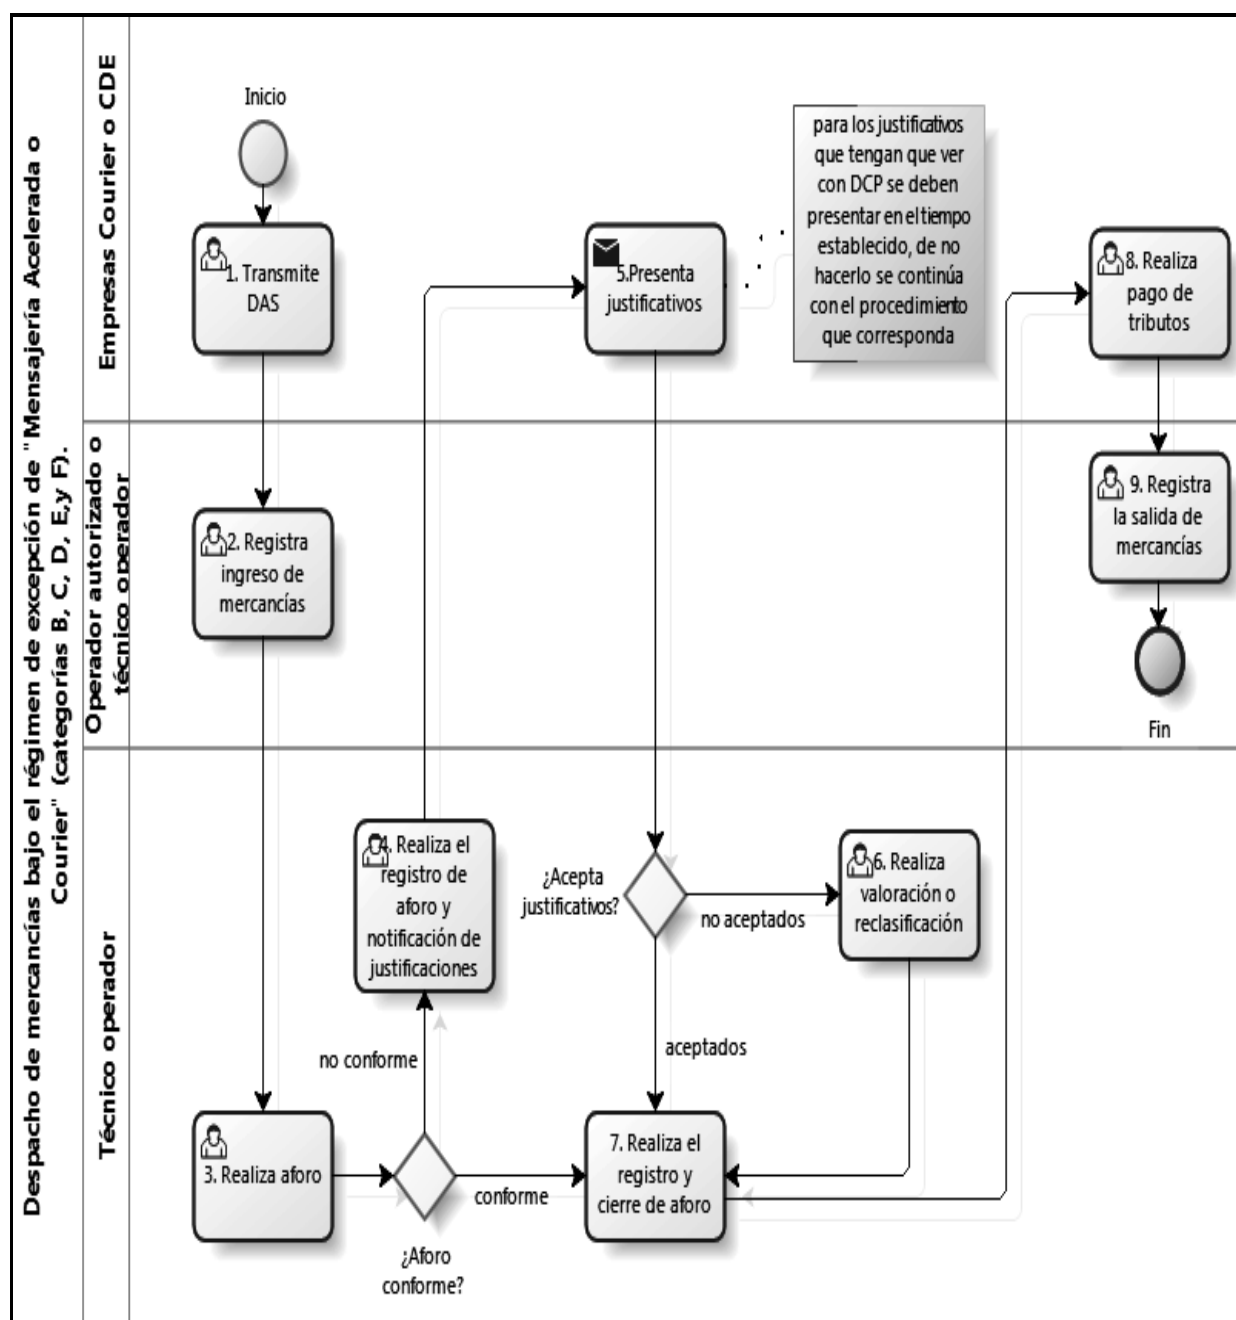 Despacho de mercancías bajo el régimen de excepción de "Mensajería Acelerada o
Courier" (categorías B, C, D, E,y F).
Empresas Courier o CDE
Inicio
1. Transmite
DAS
5.Presenta
justificativos
para los justificativos
que tengan que ver
con DCP se deben
presentar en el tiempo
establecido, de no
hacerlo se continúa
con el procedimiento
que corresponda
8. Realiza
pago de
tributos
Operador autorizado o
técnico operador
2. Registra
ingreso de
mercancías
9. Registra
la salida de
mercancías
Fin
Técnico operador
4. Realiza el
registro de
aforo y
notificación de
justificaciones
¿Acepta
justificativos?
no aceptados
6. Realiza
valoración o
reclasificación
no conforme
aceptados
3. Realiza aforo
conforme
¿Aforo
conforme?
7. Realiza el
registro y
cierre de aforo